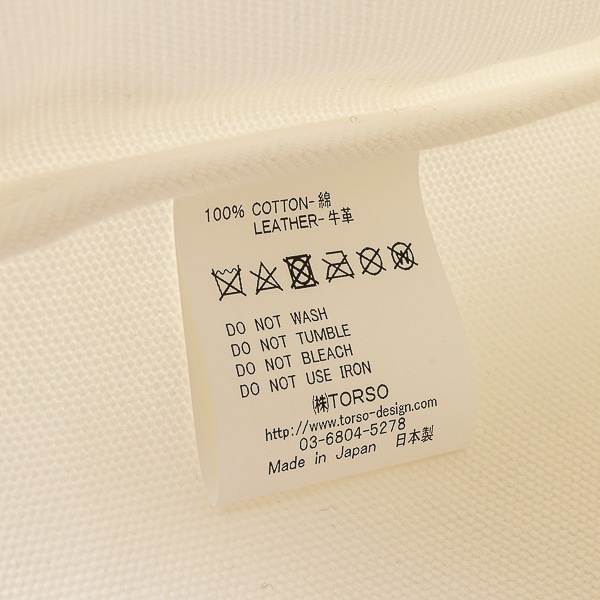 100% COTTON-綿
LEATHER-牛革
DO NOT WASH
DO NOT TUMBLE
DO NOT BLEACH
DO NOT USE IRON
㈱TORSO
http://www.torso-design.com
03-6804-5278
Made in Japan 日本製